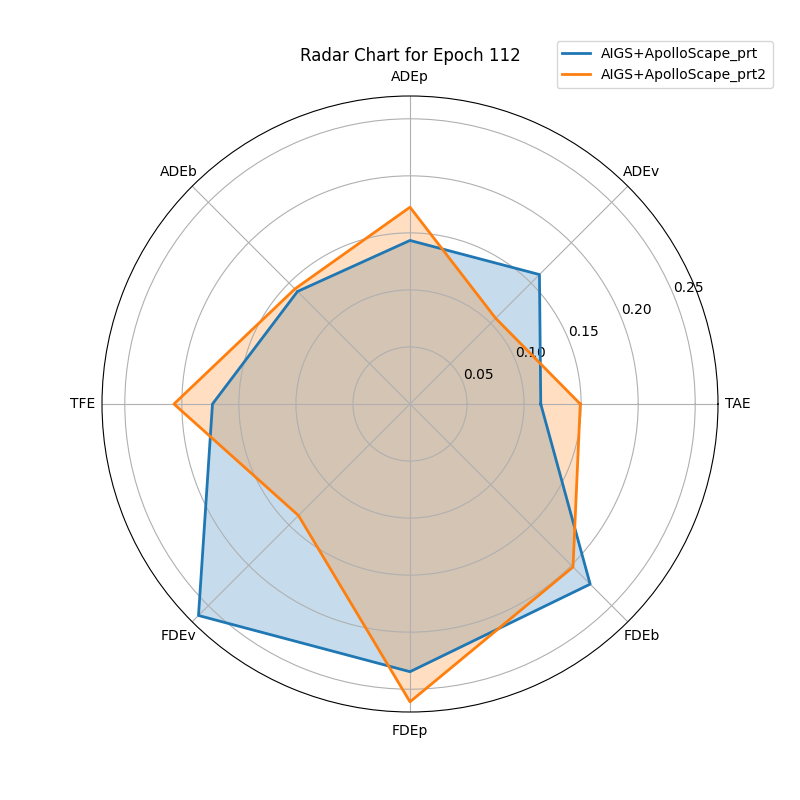 Radar Chart for Epoch 112
AIGS+ApolloScape_prt
AIGS+ApolloScape_prt2
ADEp
ADEb
ADEv
0.25
0.20
0.15
0.10
0.05
TFE
TAE
FDEv
FDEb
FDEp